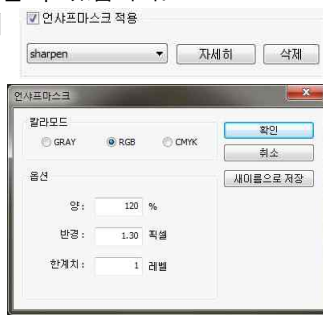 언샤프마스크 적용
sharpen 자세히 삭제
언샤프마스크
칼라모드
GRAY RGB CMYK
확인
취소
새이름으로 저장
옵션
양: 120 %
반경: 1.30 픽셀
한계치: 1 레벨